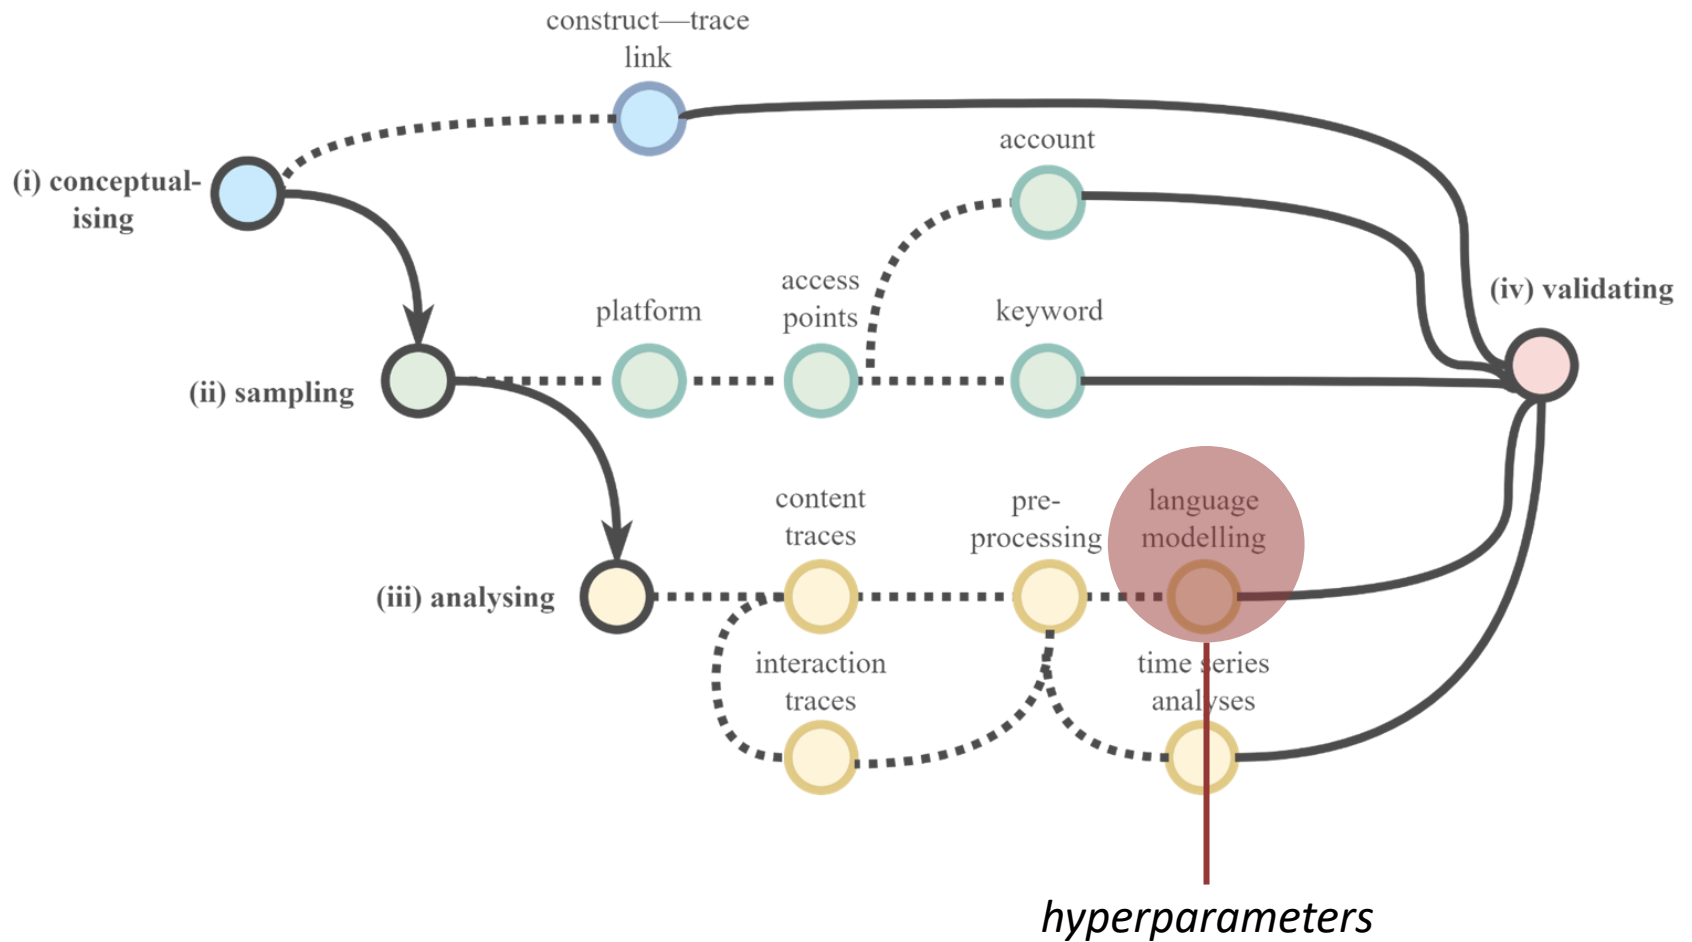 construct—trace
link
account
(i) conceptual-
ising
access
points
platform
keyword
(iv) validating
(ii) sampling
content
traces
pre-
processing
language
modelling
(iii) analysing
interaction
traces
time series
analyses
hyperparameters